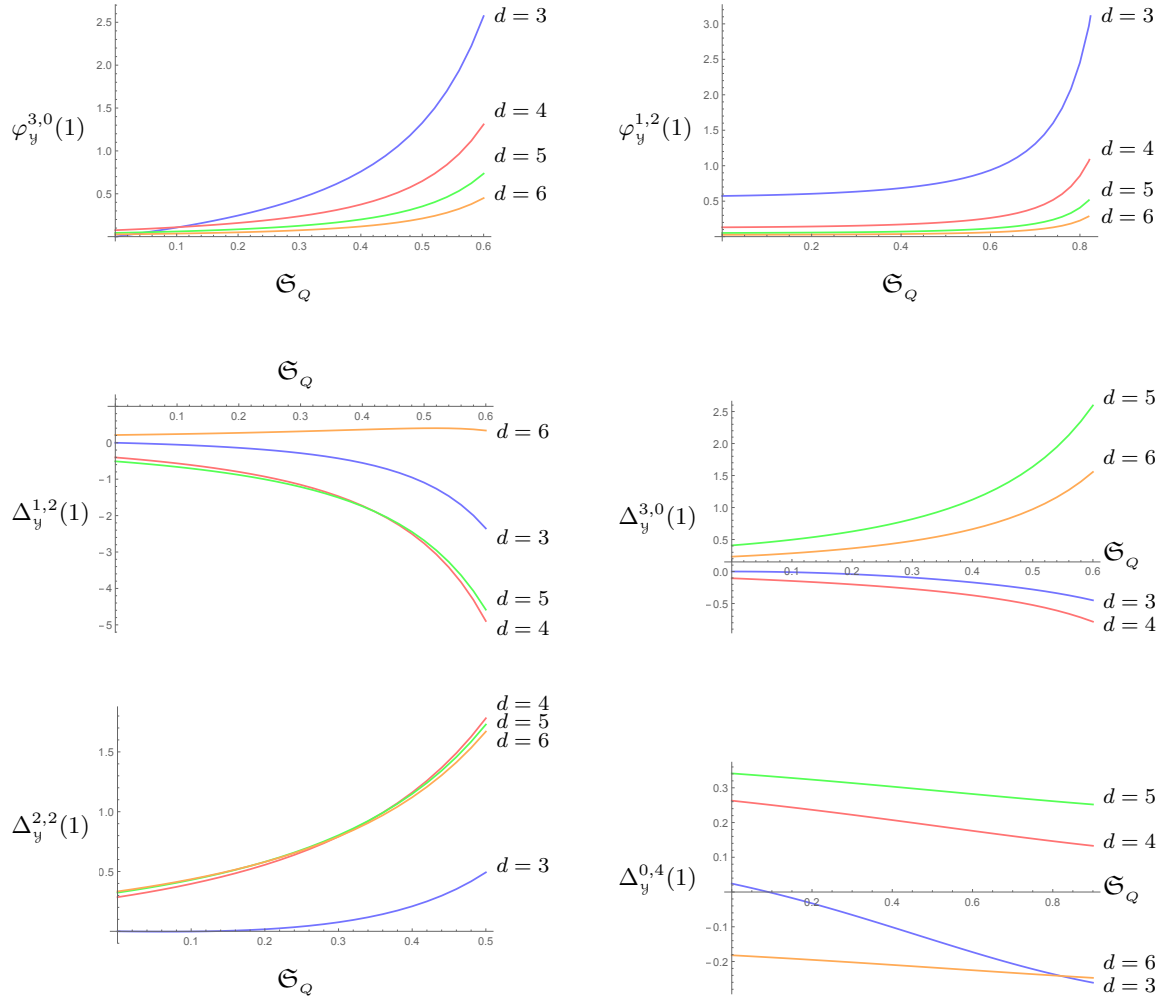 φ_y^{3,0}(1)
2.5
2.0
1.5
1.0
0.5
0.1 0.2 0.3 0.4 0.5 0.6
d = 3
d = 4
d = 5
d = 6
𝔖_Q
φ_y^{1,2}(1)
3.0
2.5
2.0
1.5
1.0
0.5
0.2 0.4 0.6 0.8
d = 3
d = 4
d = 5
d = 6
𝔖_Q
𝔖_Q
0.1 0.2 0.3 0.4 0.5 0.6
Δ_y^{1,2}(1)
0
-1
-2
-3
-4
-5
d = 6
d = 3
d = 5
d = 4
Δ_y^{3,0}(1)
2.5
2.0
1.5
1.0
0.5
0.0
-0.5
0.1 0.2 0.3 0.4 0.5 0.6
d = 5
d = 6
𝔖_Q
d = 3
d = 4
Δ_y^{2,2}(1)
1.5
1.0
0.5
0.1 0.2 0.3 0.4 0.5
d = 4
d = 5
d = 6
d = 3
𝔖_Q
Δ_y^{0,4}(1)
0.3
0.2
0.1
-0.1
-0.2
0.2 0.4 0.6 0.8
d = 5
d = 4
𝔖_Q
d = 6
d = 3